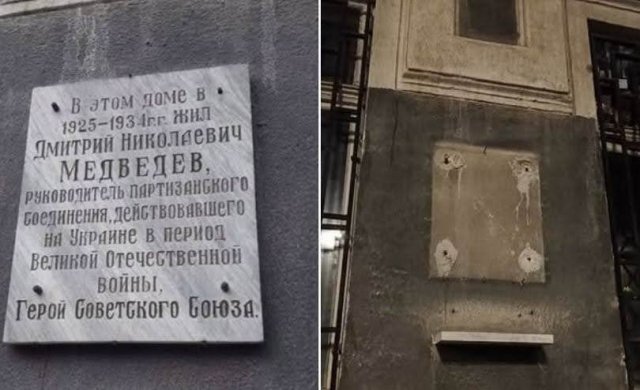 В этом доме в
1925–1934 г.г. жил
Дмитрий Николаевич
МЕДВЕДЕВ,
руководитель партизанского
соединения, действовавшего
на Украине в период
Великой Отечественной
войны,
Герой Советского Союза.